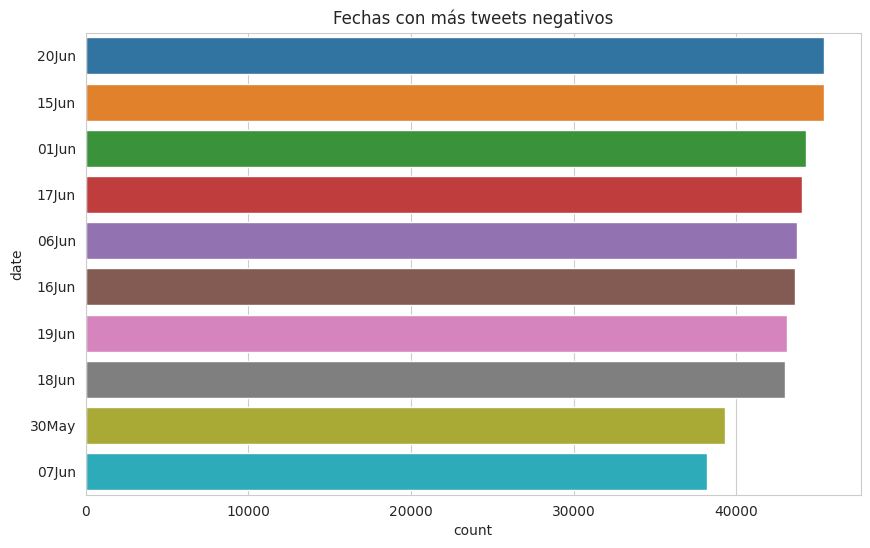 Fechas con más tweets negativos
date
20Jun
15Jun
01Jun
17Jun
06Jun
16Jun
19Jun
18Jun
30May
07Jun
0 10000 20000 30000 40000
count